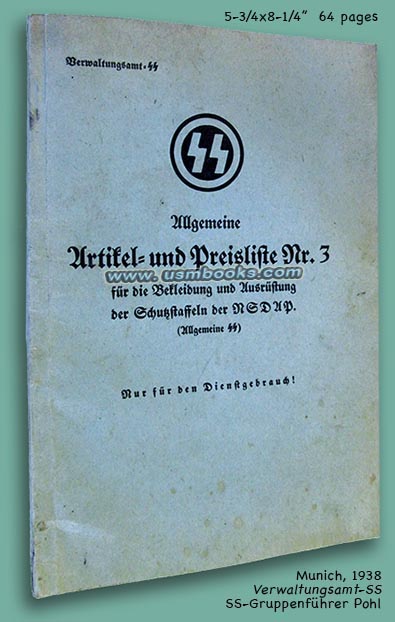 5-3/4x8-1/4" 64 pages
Verwaltungsamt-SS
SS
Allgemeine
Artikel- und Preisliste Nr. 3
www.usmbooks.com
für die Bekleidung und Ausrüstung
der Schutzstaffeln der NSDAP.
(Allgemeine SS)
Nur für den Dienstgebrauch!
Munich, 1938
Verwaltungsamt-SS
SS-Gruppenführer Pohl